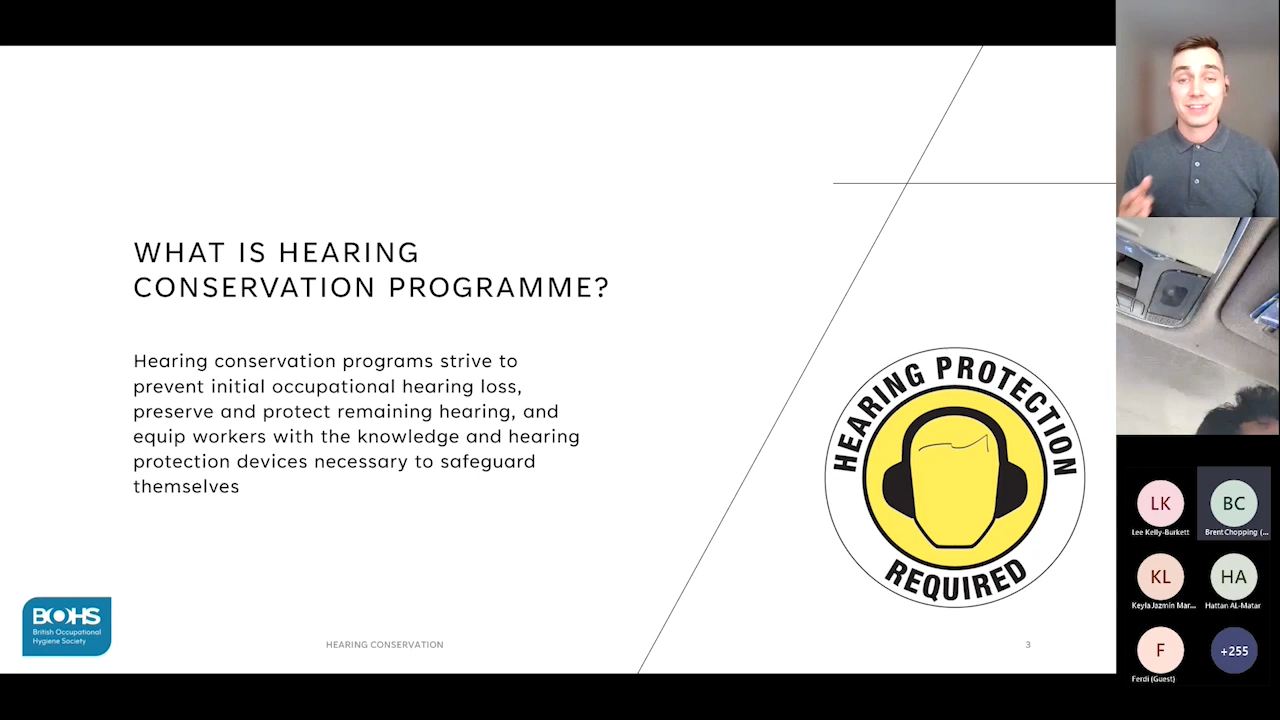 WHAT IS HEARING
CONSERVATION PROGRAMME?
Hearing conservation programs strive to
prevent initial occupational hearing loss,
preserve and protect remaining hearing, and
equip workers with the knowledge and hearing
protection devices necessary to safeguard
themselves
HEARING PROTECTION
REQUIRED
BOHS
British Occupational
Hygiene Society
HEARING CONSERVATION
3
LK
BC
Lee Kelly-Burkett
Brent Chopping (...
KL
HA
Keyla Jazmin Mar...
Hattan AL-Matar
F
+255
Ferdi (Guest)